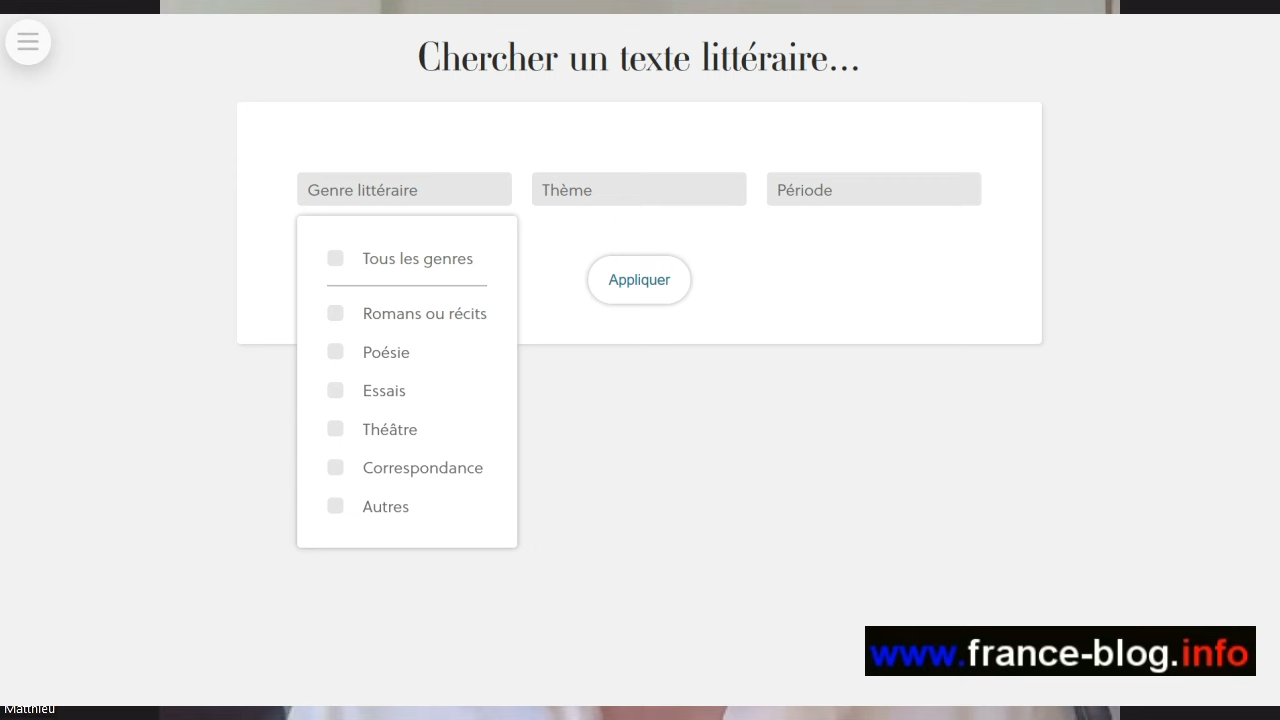 Chercher un texte littéraire...
Genre littéraire
Thème
Période
Tous les genres
Appliquer
Romans ou récits
Poésie
Essais
Théâtre
Correspondance
Autres
www.france-blog.info
Matthieu